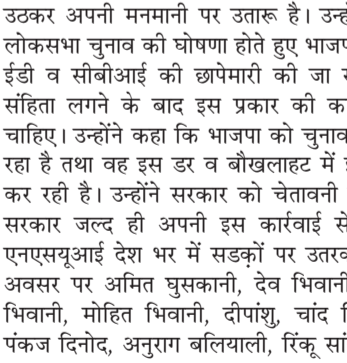 उठकर अपनी मनमानी पर उतारू है। उन्हो
लोकसभा चुनाव की घोषणा होते हुए भाजप
ईडी व सीबीआई की छापेमारी की जा
संहिता लगने के बाद इस प्रकार की क
चाहिए। उन्होंने कहा कि भाजपा को चुनाव
रहा है तथा वह इस डर व बौखलाहट में
कर रही है। उन्होंने सरकार को चेतावनी
सरकार जल्द ही अपनी इस कार्रवाई से
एनएसयूआई देश भर में सडक़ों पर उतरव
अवसर पर अमित घुसकानी, देव भिवानी
भिवानी, मोहित भिवानी, दीपांशु, चांद
पंकज दिनोद, अनुराग बलियाली, रिंकू सां